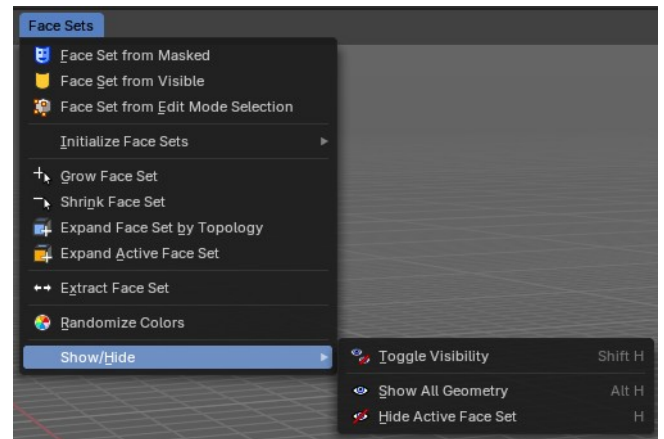 Face Sets
Face Set from Masked
Face Set from Visible
Face Set from Edit Mode Selection
Initialize Face Sets
Grow Face Set
Shrink Face Set
Expand Face Set by Topology
Expand Active Face Set
Extract Face Set
Randomize Colors
Show/Hide
Toggle Visibility Shift H
Show All Geometry Alt H
Hide Active Face Set H